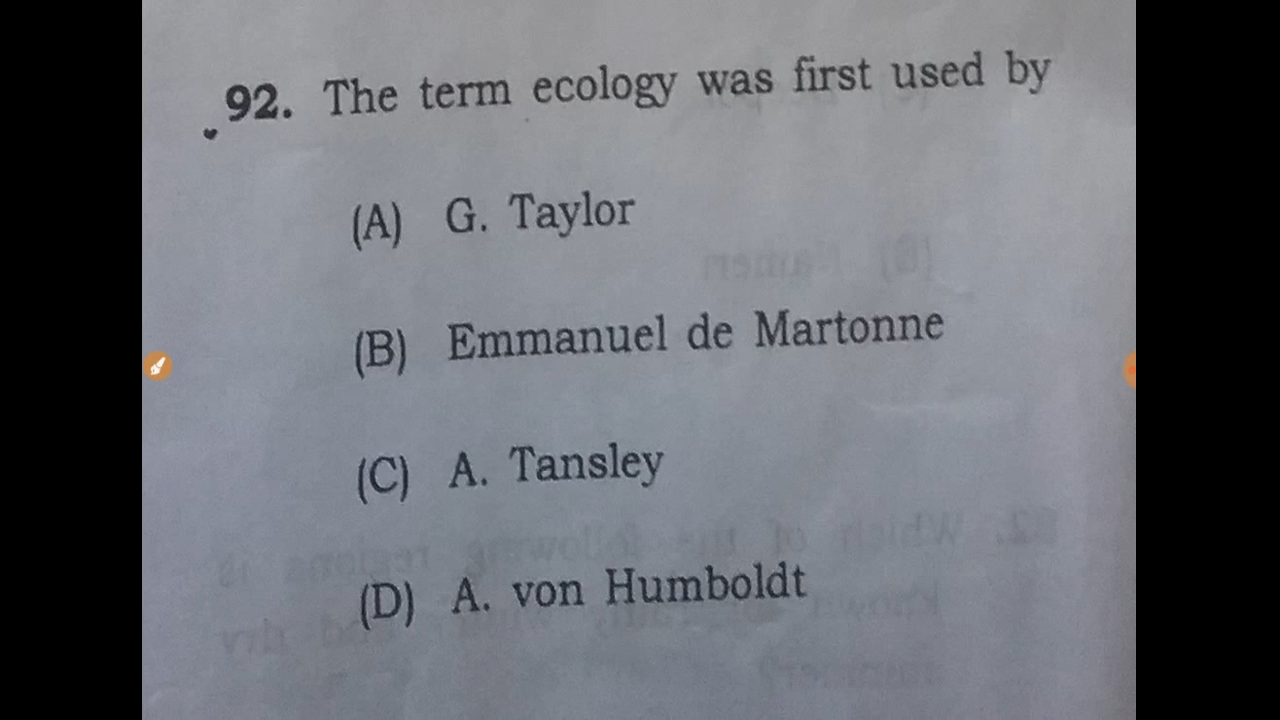 92. The term ecology was first used by
(A) G. Taylor
(B) Emmanuel de Martonne
(C) A. Tansley
(D) A. von Humboldt